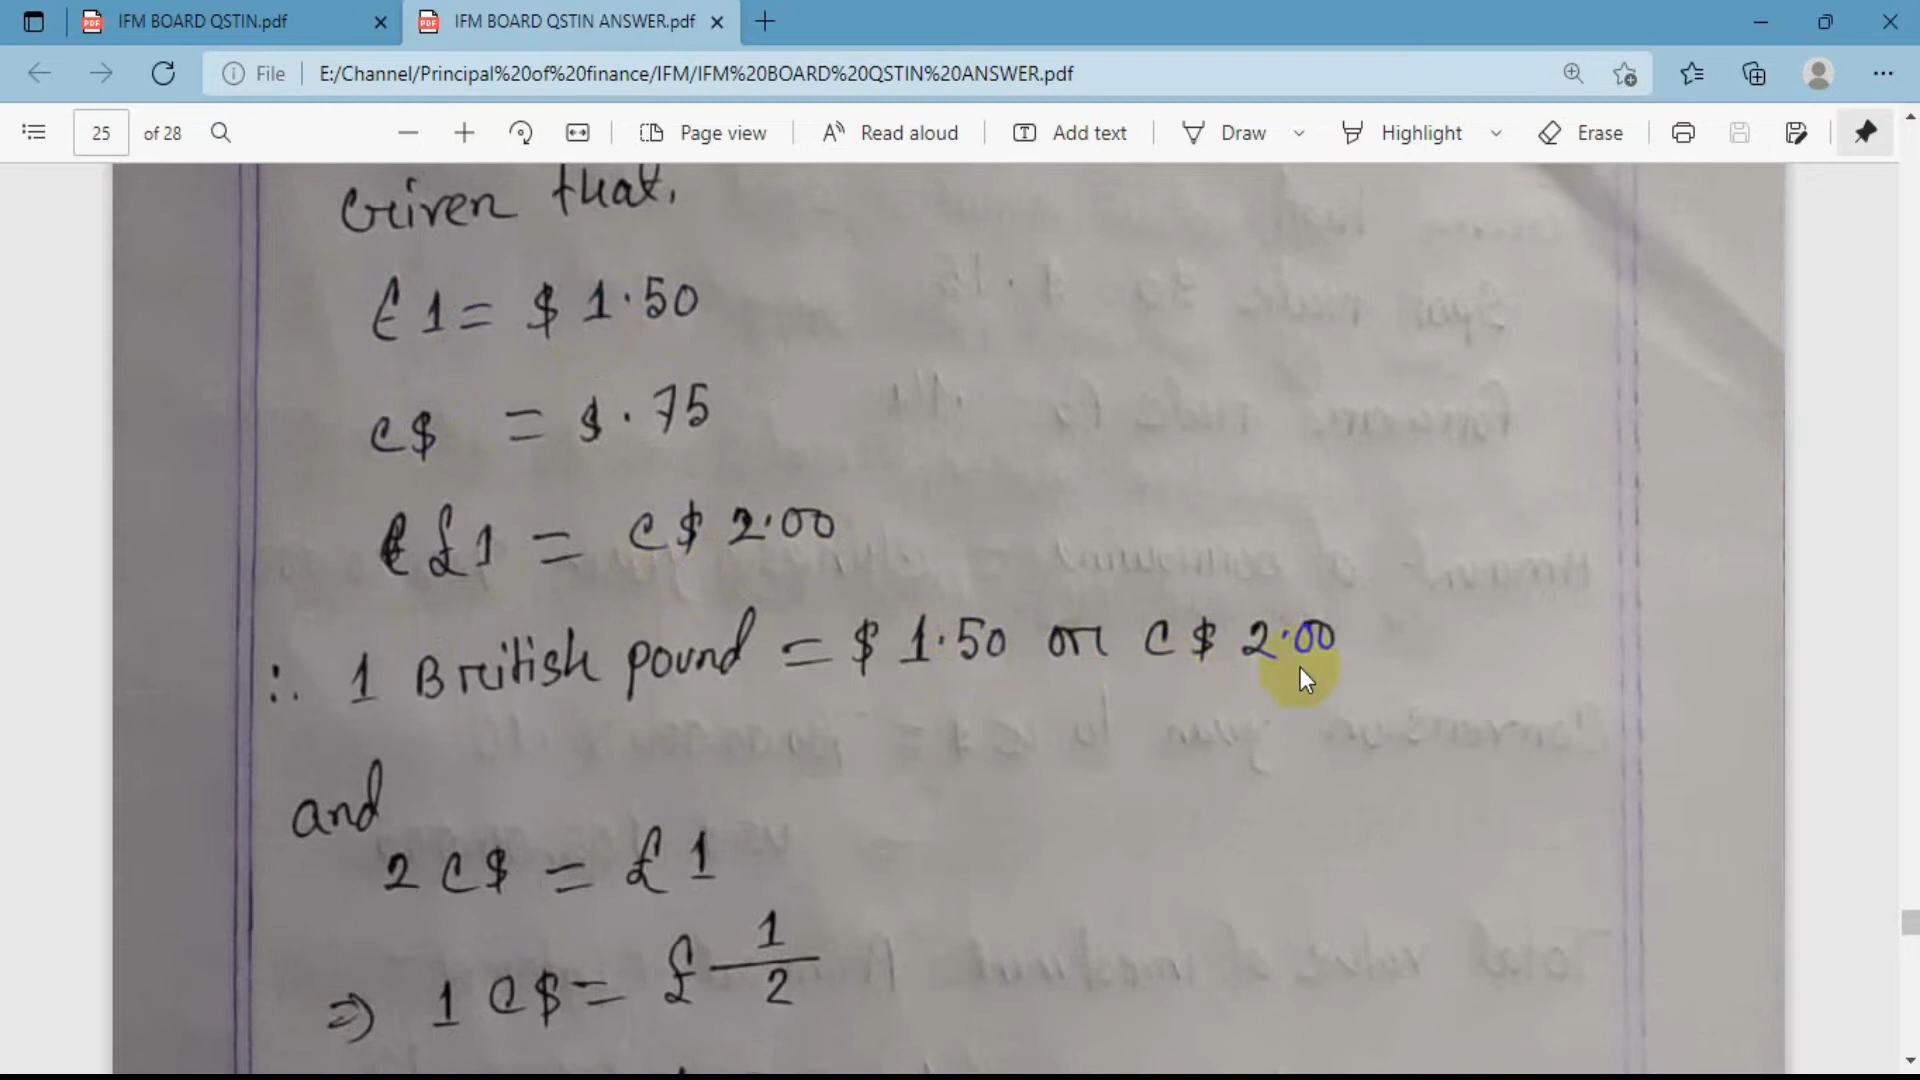 IFM BOARD QSTIN.pdf
IFM BOARD QSTIN ANSWER.pdf
File
E:/Channel/Principal%20of%20finance/IFM/IFM%20BOARD%20QSTIN%20ANSWER.pdf
25 of 28
Page view
Read aloud
Add text
Draw
Highlight
Erase
Given that,
£1 = $ 1.50
C$ = $ .75
£1 = C$ 2.00
∴ 1 British pound = $ 1.50 or C$ 2.00
and
2 C$ = £1
⇒ 1 C$ = £ 1/2